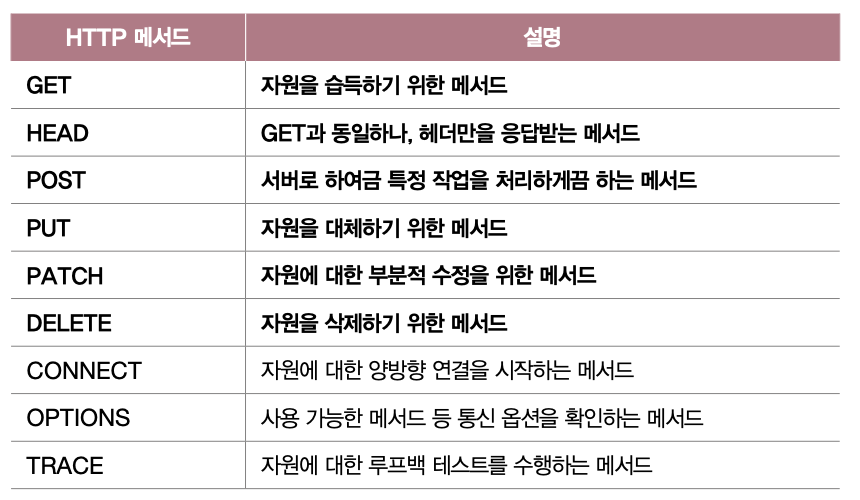 HTTP 메서드 설명
GET 자원을 습득하기 위한 메서드
HEAD GET과 동일하나, 헤더만을 응답받는 메서드
POST 서버로 하여금 특정 작업을 처리하게끔 하는 메서드
PUT 자원을 대체하기 위한 메서드
PATCH 자원에 대한 부분적 수정을 위한 메서드
DELETE 자원을 삭제하기 위한 메서드
CONNECT 자원에 대한 양방향 연결을 시작하는 메서드
OPTIONS 사용 가능한 메서드 등 통신 옵션을 확인하는 메서드
TRACE 자원에 대한 루프백 테스트를 수행하는 메서드